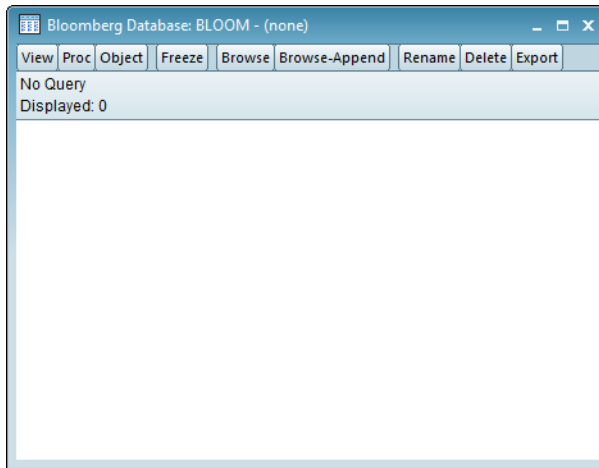 Bloomberg Database: BLOOM - (none)
View Proc Object Freeze Browse Browse-Append Rename Delete Export
No Query
Displayed: 0